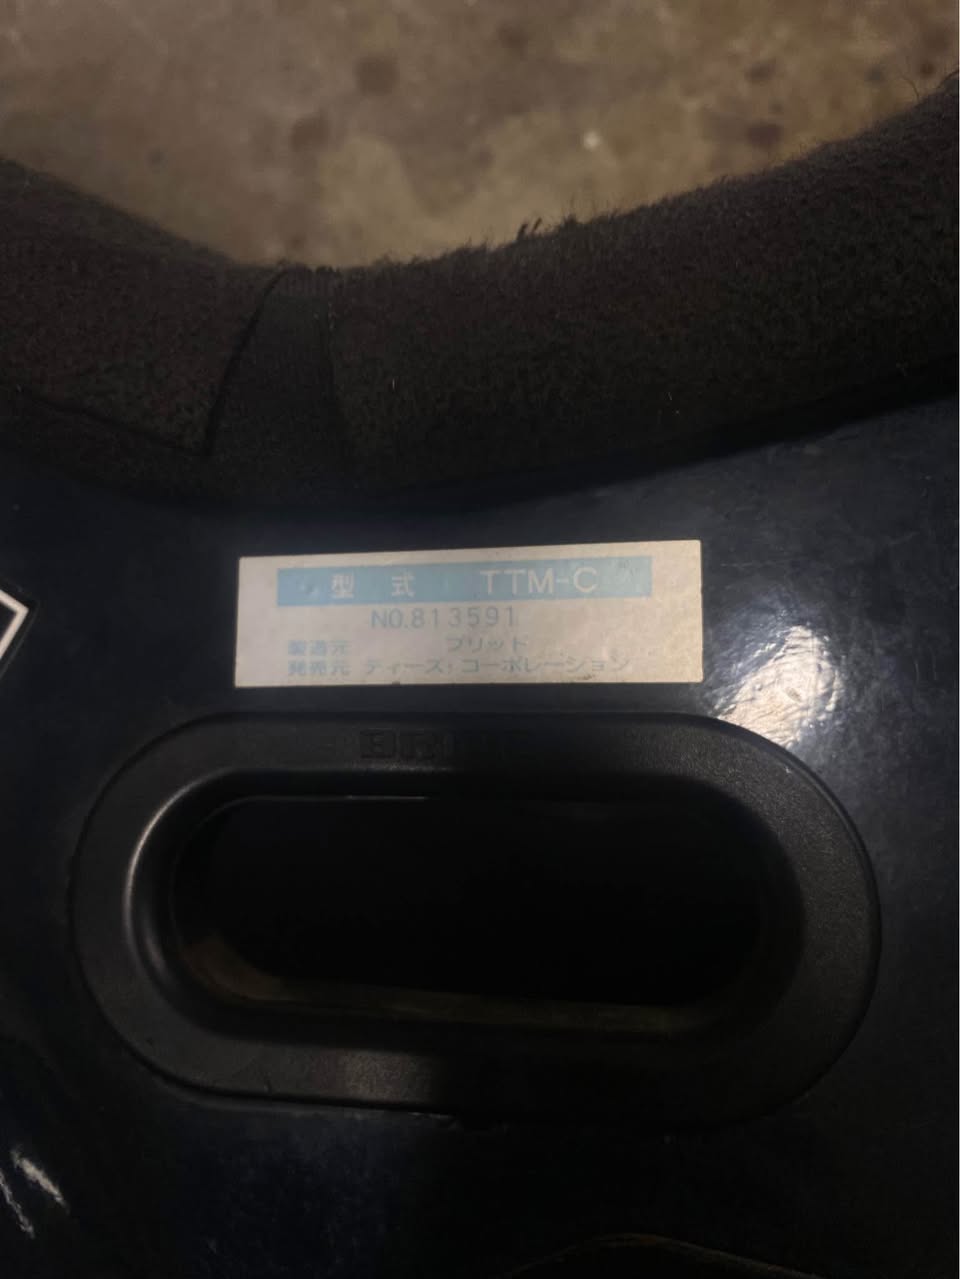 型 式 TTM-C
NO.813591
製造元 ブリッド
発売元 ティーズ・コーポレーション
BRIDE